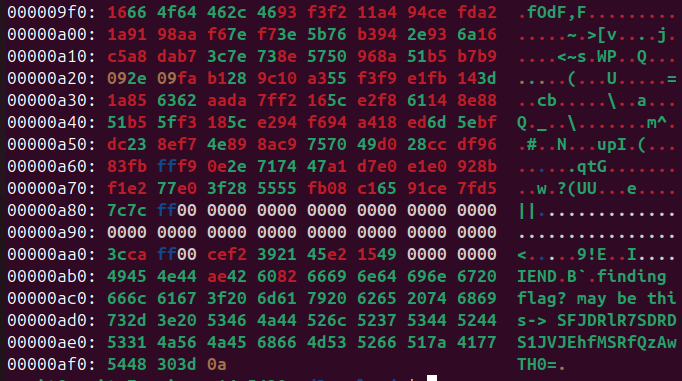 000009f0: 1666 4f64 462c 4693 f3f2 11a4 94ce fda2 .fOdF,F.........
00000a00: 1a91 98aa f67e f73e 5b76 b394 2e93 6a16 .....~.>[v....j.
00000a10: c5a8 dab7 3c7e 738e 5750 968a 51b5 b7b9 ....<~s.WP..Q...
00000a20: 092e 09fa b128 9c10 a355 f3f9 e1fb 143d .....(...U.....=
00000a30: 1a85 6362 aada 7ff2 165c e2f8 6114 8e88 ..cb.....\..a...
00000a40: 51b5 5ff3 185c e294 f694 a418 ed6d 5ebf Q._..\.......m^.
00000a50: dc23 8ef7 4e89 8ac9 7570 49d0 28cc df96 .#..N...upI.(...
00000a60: 83fb fff9 0e2e 7174 47a1 d7e0 e1e0 928b ......qtG.......
00000a70: f1e2 77e0 3f28 5555 fb08 c165 91ce 7fd5 ..w.?(UU...e....
00000a80: 7c7c ff00 0000 0000 0000 0000 0000 0000 ||..............
00000a90: 0000 0000 0000 0000 0000 0000 0000 0000 ................
00000aa0: 3cca ff00 cef2 3921 45e2 1549 0000 0000 <.....9!E..I....
00000ab0: 4945 4e44 ae42 6082 6669 6e64 696e 6720 IEND.B`.finding
00000ac0: 666c 6167 3f20 6d61 7920 6265 2074 6869 flag? may be thi
00000ad0: 732d 3e20 5346 4a44 526c 5237 5344 5244 s-> SFJDRlR7SDRD
00000ae0: 5331 4a56 4a45 6866 4d53 5266 517a 4177 S1JVJEhfMSRfQzAw
00000af0: 5448 303d 0a TH0=.